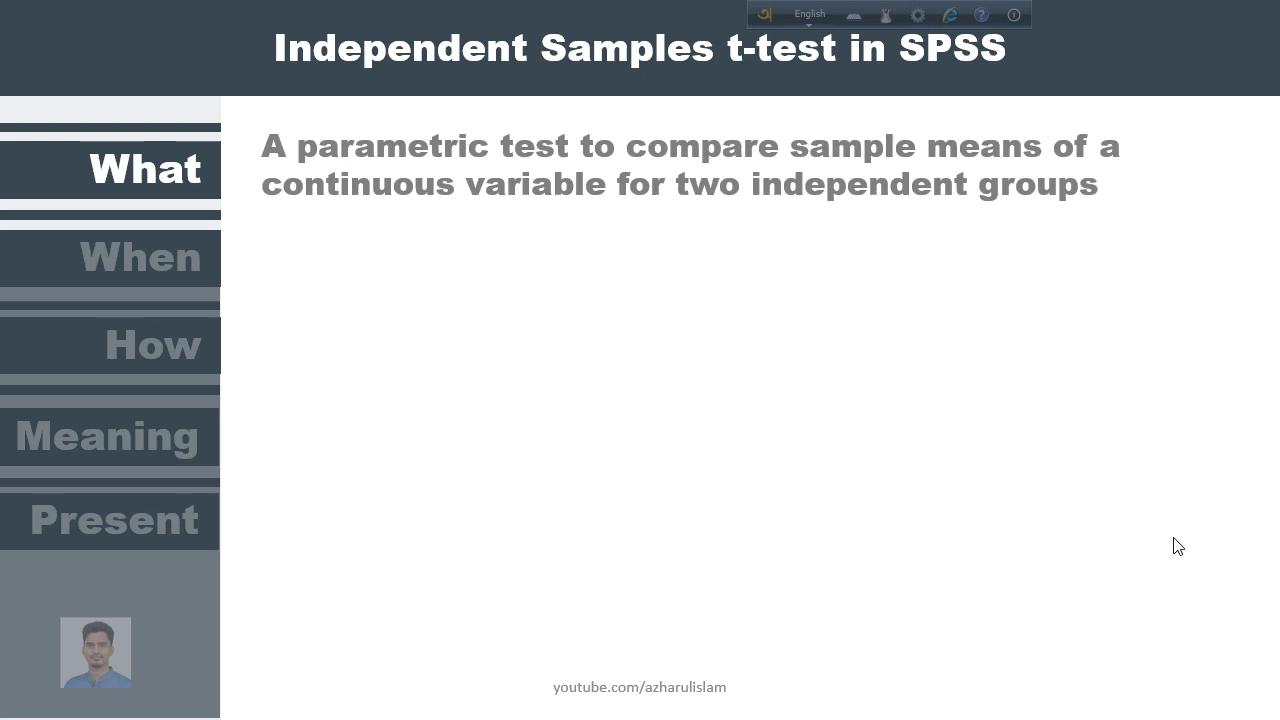 English
Independent Samples t-test in SPSS
What
When
How
Meaning
Present
A parametric test to compare sample means of a
continuous variable for two independent groups
youtube.com/azharulislam